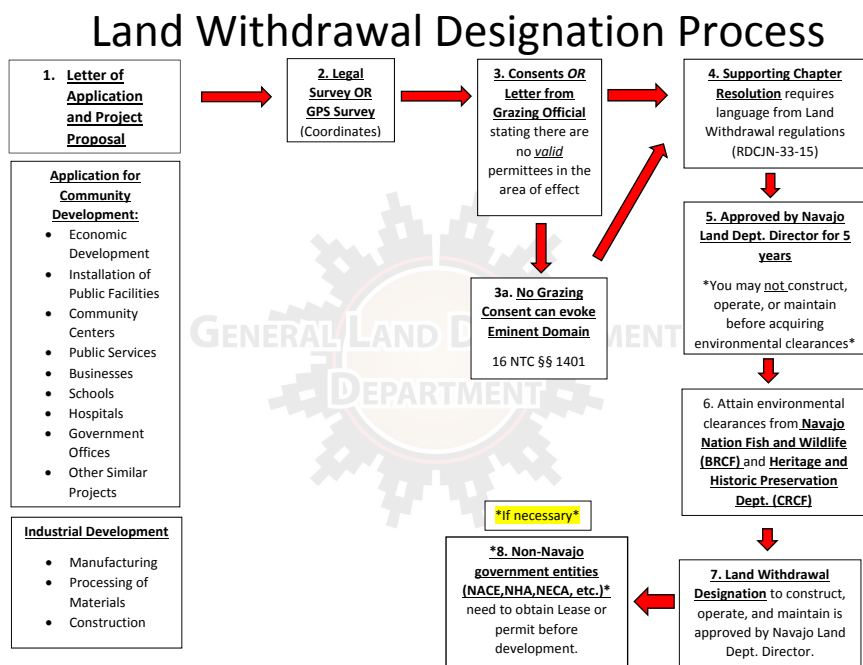 Land Withdrawal Designation Process
1. Letter of
Application
and Project
Proposal
2. Legal
Survey OR
GPS Survey
(Coordinates)
3. Consents OR
Letter from
Grazing Official
stating there are
no valid
permittees in the
area of effect
4. Supporting Chapter
Resolution requires
language from Land
Withdrawal regulations
(RDCJN-33-15)
Application for
Community
Development:
• Economic
Development
• Installation of
Public Facilities
• Community
Centers
• Public Services
• Businesses
• Schools
• Hospitals
• Government
Offices
• Other Similar
Projects
3a. No Grazing
Consent can evoke
Eminent Domain
16 NTC §§ 1401
5. Approved by Navajo
Land Dept. Director for 5
years
*You may not construct,
operate, or maintain
before acquiring
environmental clearances*
GENERAL LAND D MENT
DEPARTMENT
6. Attain environmental
clearances from Navajo
Nation Fish and Wildlife
(BRCF) and Heritage and
Historic Preservation
Dept. (CRCF)
Industrial Development
• Manufacturing
• Processing of
Materials
• Construction
*If necessary*
*8. Non-Navajo
government entities
(NACE,NHA,NECA, etc.)*
need to obtain Lease or
permit before
development.
7. Land Withdrawal
Designation to construct,
operate, and maintain is
approved by Navajo Land
Dept. Director.